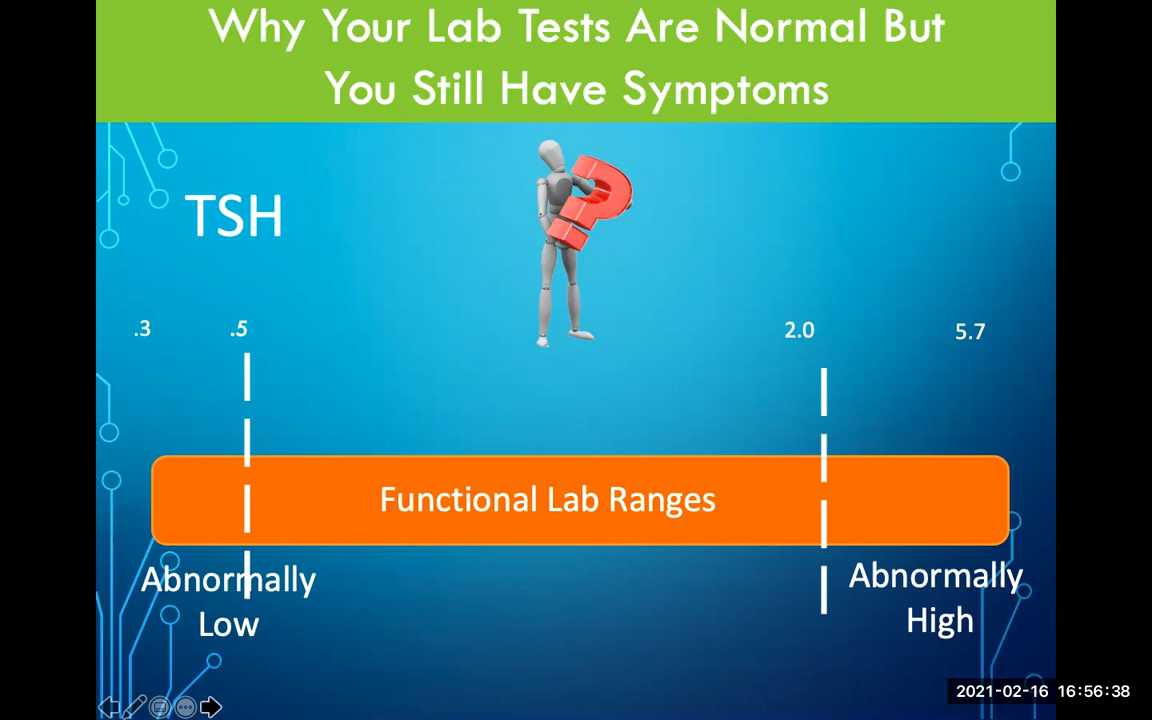 Why Your Lab Tests Are Normal But
You Still Have Symptoms
TSH
.3
.5
2.0
5.7
Functional Lab Ranges
Abnormally
Low
Abnormally
High
2021-02-16 16:56:38